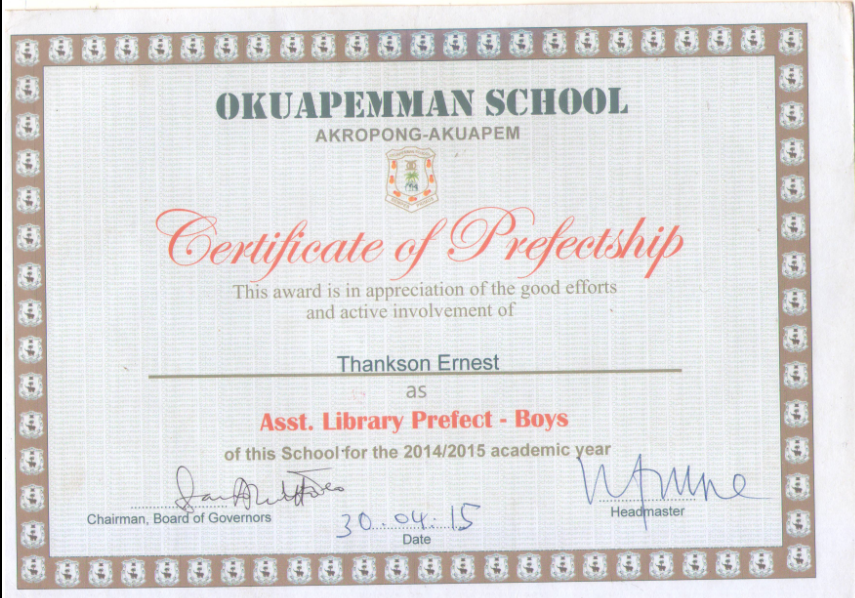 OKUAPEMMAN SCHOOL
AKROPONG-AKUAPEM
Certificate of Prefectship
This award is in appreciation of the good efforts
and active involvement of
Thankson Ernest
as
Asst. Library Prefect - Boys
of this School for the 2014/2015 academic year
Chairman, Board of Governors
30.04.15
Date
Headmaster